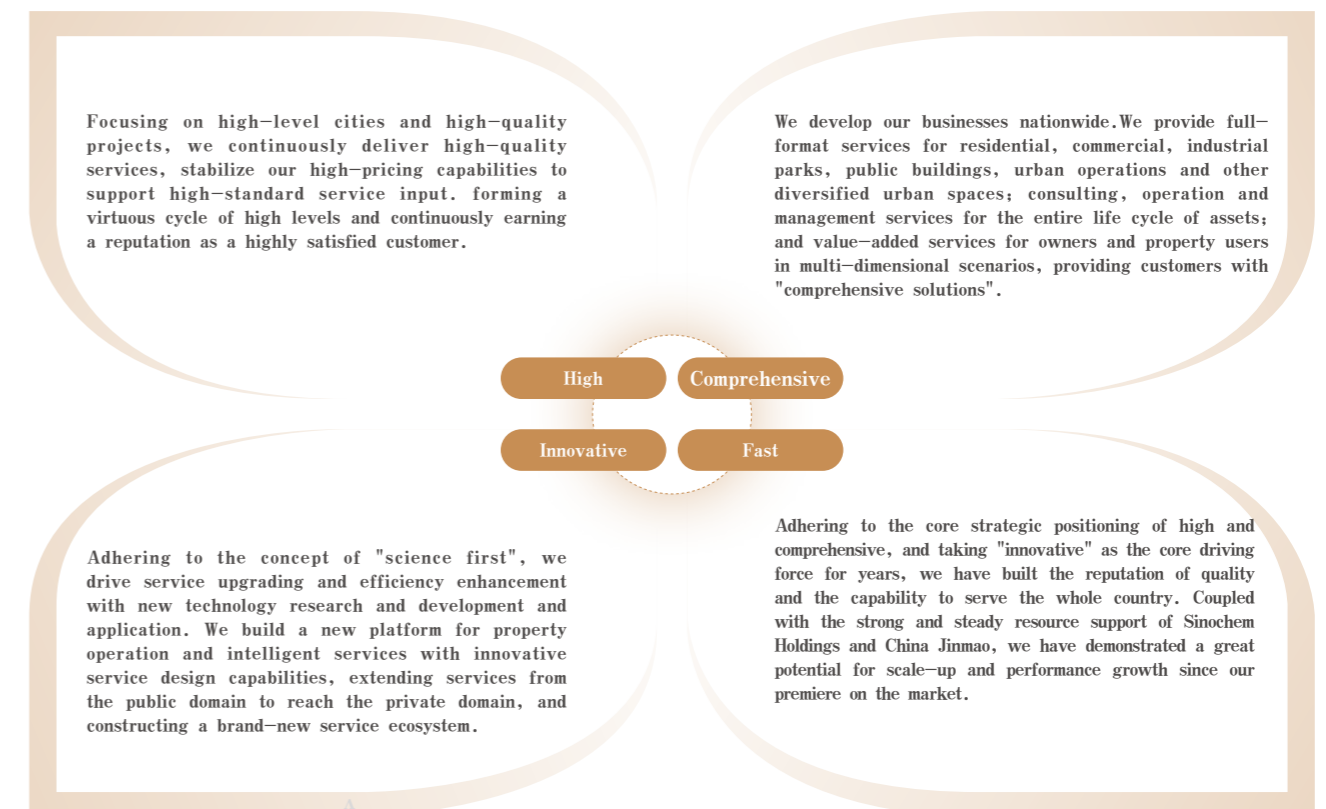 Focusing on high-level cities and high-quality
projects, we continuously deliver high-quality
services, stabilize our high-pricing capabilities to
support high-standard service input. forming a
virtuous cycle of high levels and continuously earning
a reputation as a highly satisfied customer.
We develop our businesses nationwide.We provide full-
format services for residential, commercial, industrial
parks, public buildings, urban operations and other
diversified urban spaces; consulting, operation and
management services for the entire life cycle of assets;
and value-added services for owners and property users
in multi-dimensional scenarios, providing customers with
"comprehensive solutions".
High
Comprehensive
Innovative
Fast
Adhering to the concept of "science first", we
drive service upgrading and efficiency enhancement
with new technology research and development and
application. We build a new platform for property
operation and intelligent services with innovative
service design capabilities, extending services from
the public domain to reach the private domain, and
constructing a brand-new service ecosystem.
Adhering to the core strategic positioning of high and
comprehensive, and taking "innovative" as the core driving
force for years, we have built the reputation of quality
and the capability to serve the whole country. Coupled
with the strong and steady resource support of Sinochem
Holdings and China Jinmao, we have demonstrated a great
potential for scale-up and performance growth since our
premiere on the market.